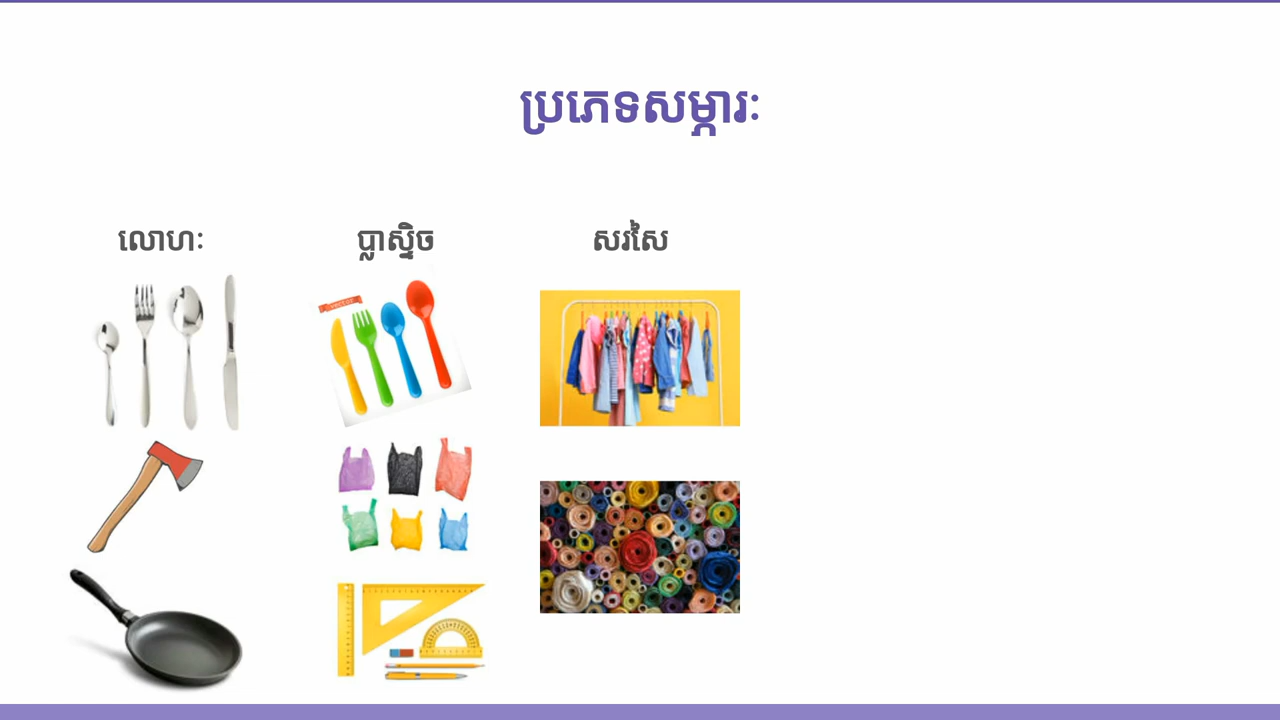 ប្រភេទសម្ភារៈ
លោហៈ
ប្លាស្ទិច
សរសៃ